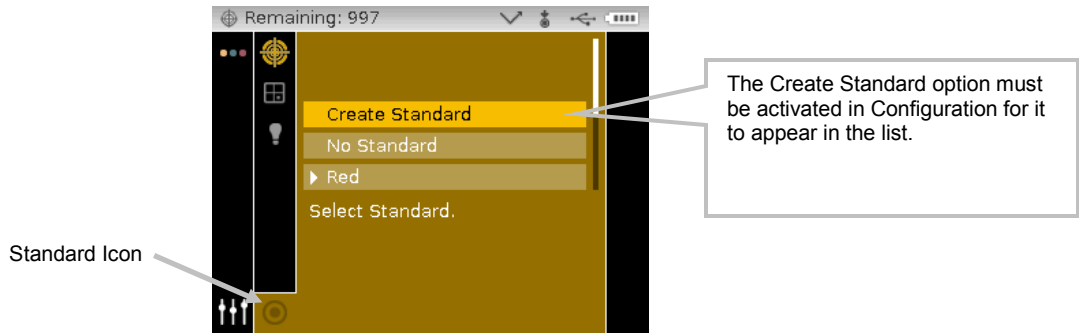 Remaining: 997
Create Standard
No Standard
Red
Select Standard.
The Create Standard option must
be activated in Configuration for it
to appear in the list.
Standard Icon